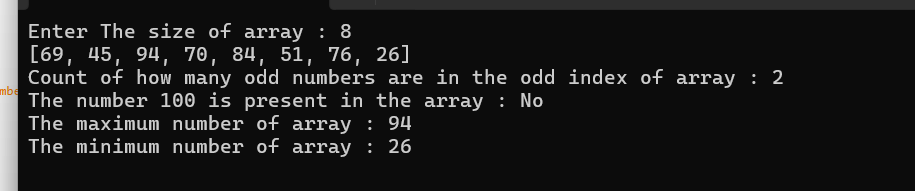 Enter The size of array : 8
[69, 45, 94, 70, 84, 51, 76, 26]
Count of how many odd numbers are in the odd index of array : 2
The number 100 is present in the array : No
mbe
The maximum number of array : 94
The minimum number of array : 26